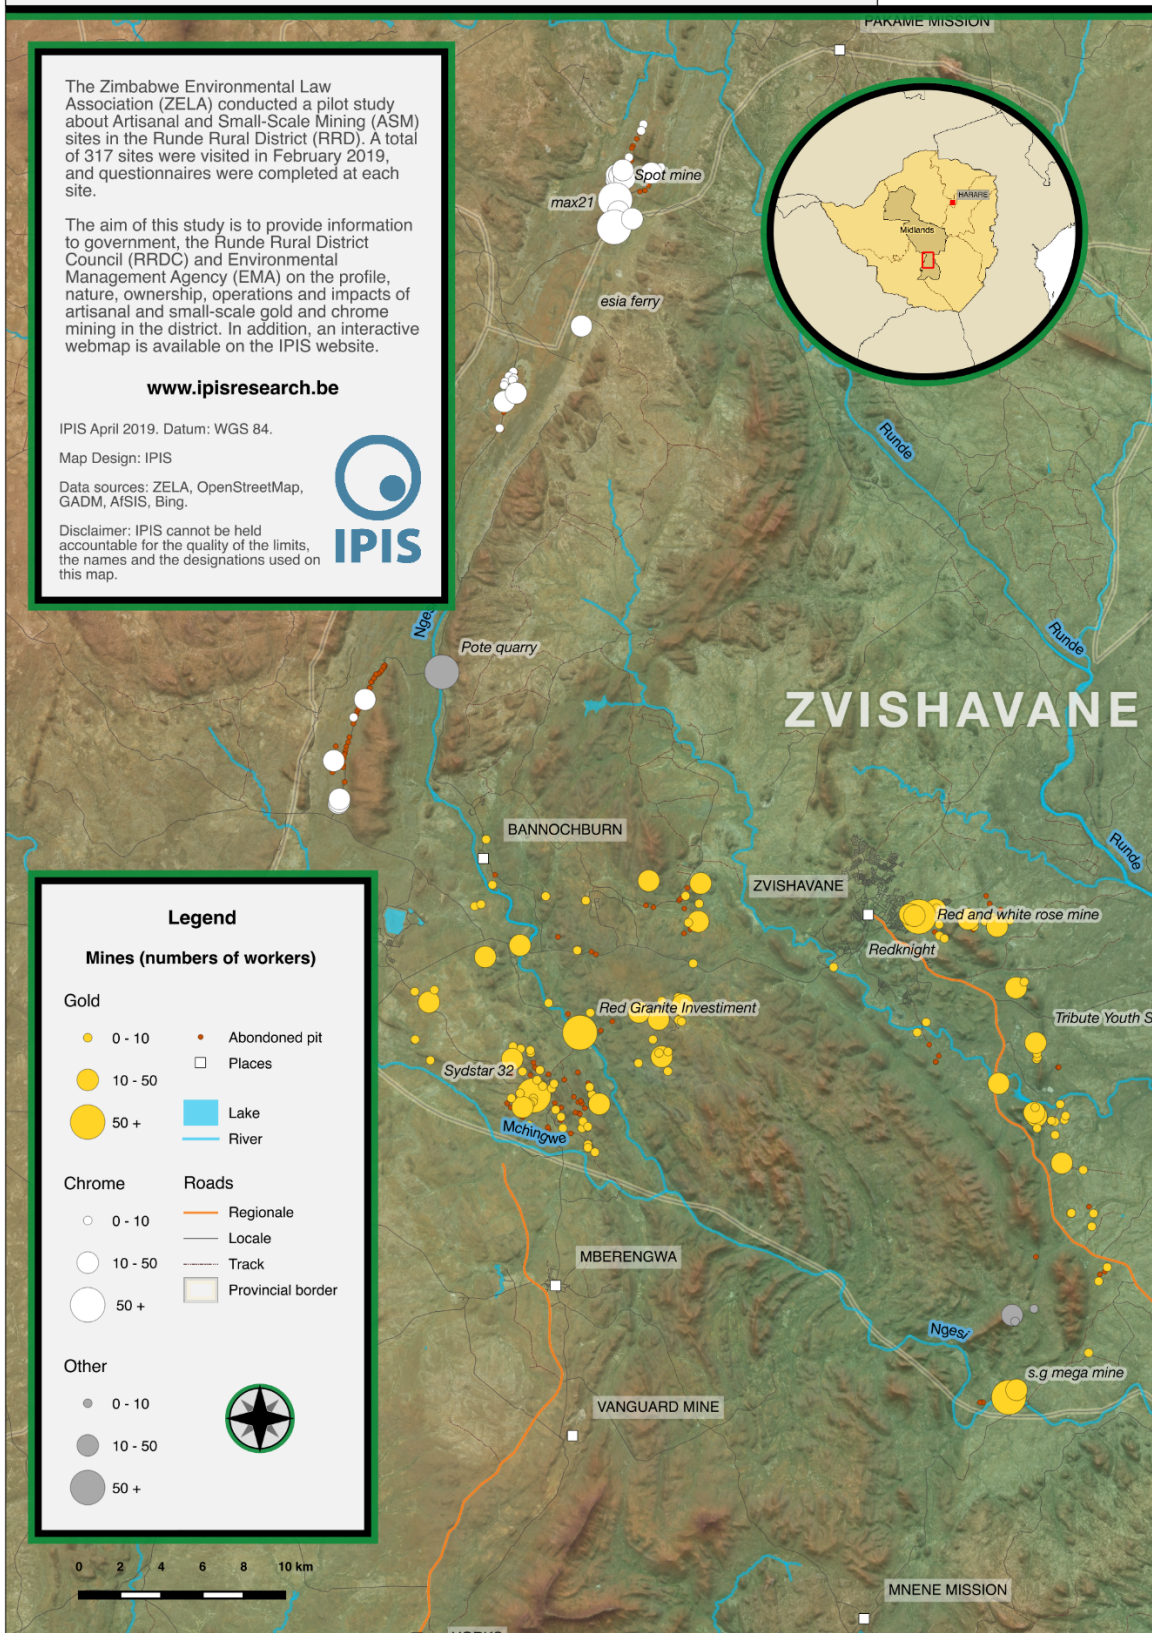 PAKAME MISSION
The Zimbabwe Environmental Law
Association (ZELA) conducted a pilot study
about Artisanal and Small-Scale Mining (ASM)
sites in the Runde Rural District (RRD). A total
of 317 sites were visited in February 2019,
and questionnaires were completed at each
site.
The aim of this study is to provide information
to government, the Runde Rural District
Council (RRDC) and Environmental
Management Agency (EMA) on the profile,
nature, ownership, operations and impacts of
artisanal and small-scale gold and chrome
mining in the district. In addition, an interactive
webmap is available on the IPIS website.
www.ipisresearch.be
IPIS April 2019. Datum: WGS 84.
Map Design: IPIS
Data sources: ZELA, OpenStreetMap,
GADM, AfSIS, Bing.
Disclaimer: IPIS cannot be held
accountable for the quality of the limits,
the names and the designations used on
this map.
IPIS
HARARE
Midlands
Spot mine
max21
esia ferry
Runde
Nges
Pote quarry
Runde
ZVISHAVANE
BANNOCHBURN
Runde
ZVISHAVANE
Red and white rose mine
Redknight
Red Granite Investiment
Tribute Youth S
Sydstar 32
Mchingwe
MBERENGWA
Ngesi
s.g mega mine
VANGUARD MINE
MNENE MISSION
Legend
Mines (numbers of workers)
Gold
0 - 10
10 - 50
50 +
Abondoned pit
Places
Lake
River
Chrome
0 - 10
10 - 50
50 +
Roads
Regionale
Locale
Track
Provincial border
Other
0 - 10
10 - 50
50 +
0 2 4 6 8 10 km